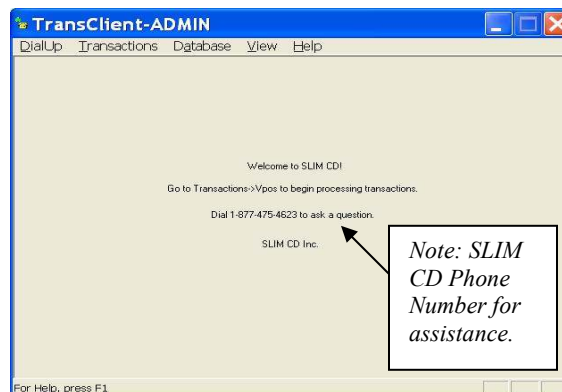 TransClient-ADMIN
DialUp Transactions Database View Help
Welcome to SLIM CD!
Go to Transactions->Vpos to begin processing transactions.
Dial 1-877-475-4623 to ask a question.
SLIM CD Inc.
Note: SLIM
CD Phone
Number for
assistance.
For Help, press F1